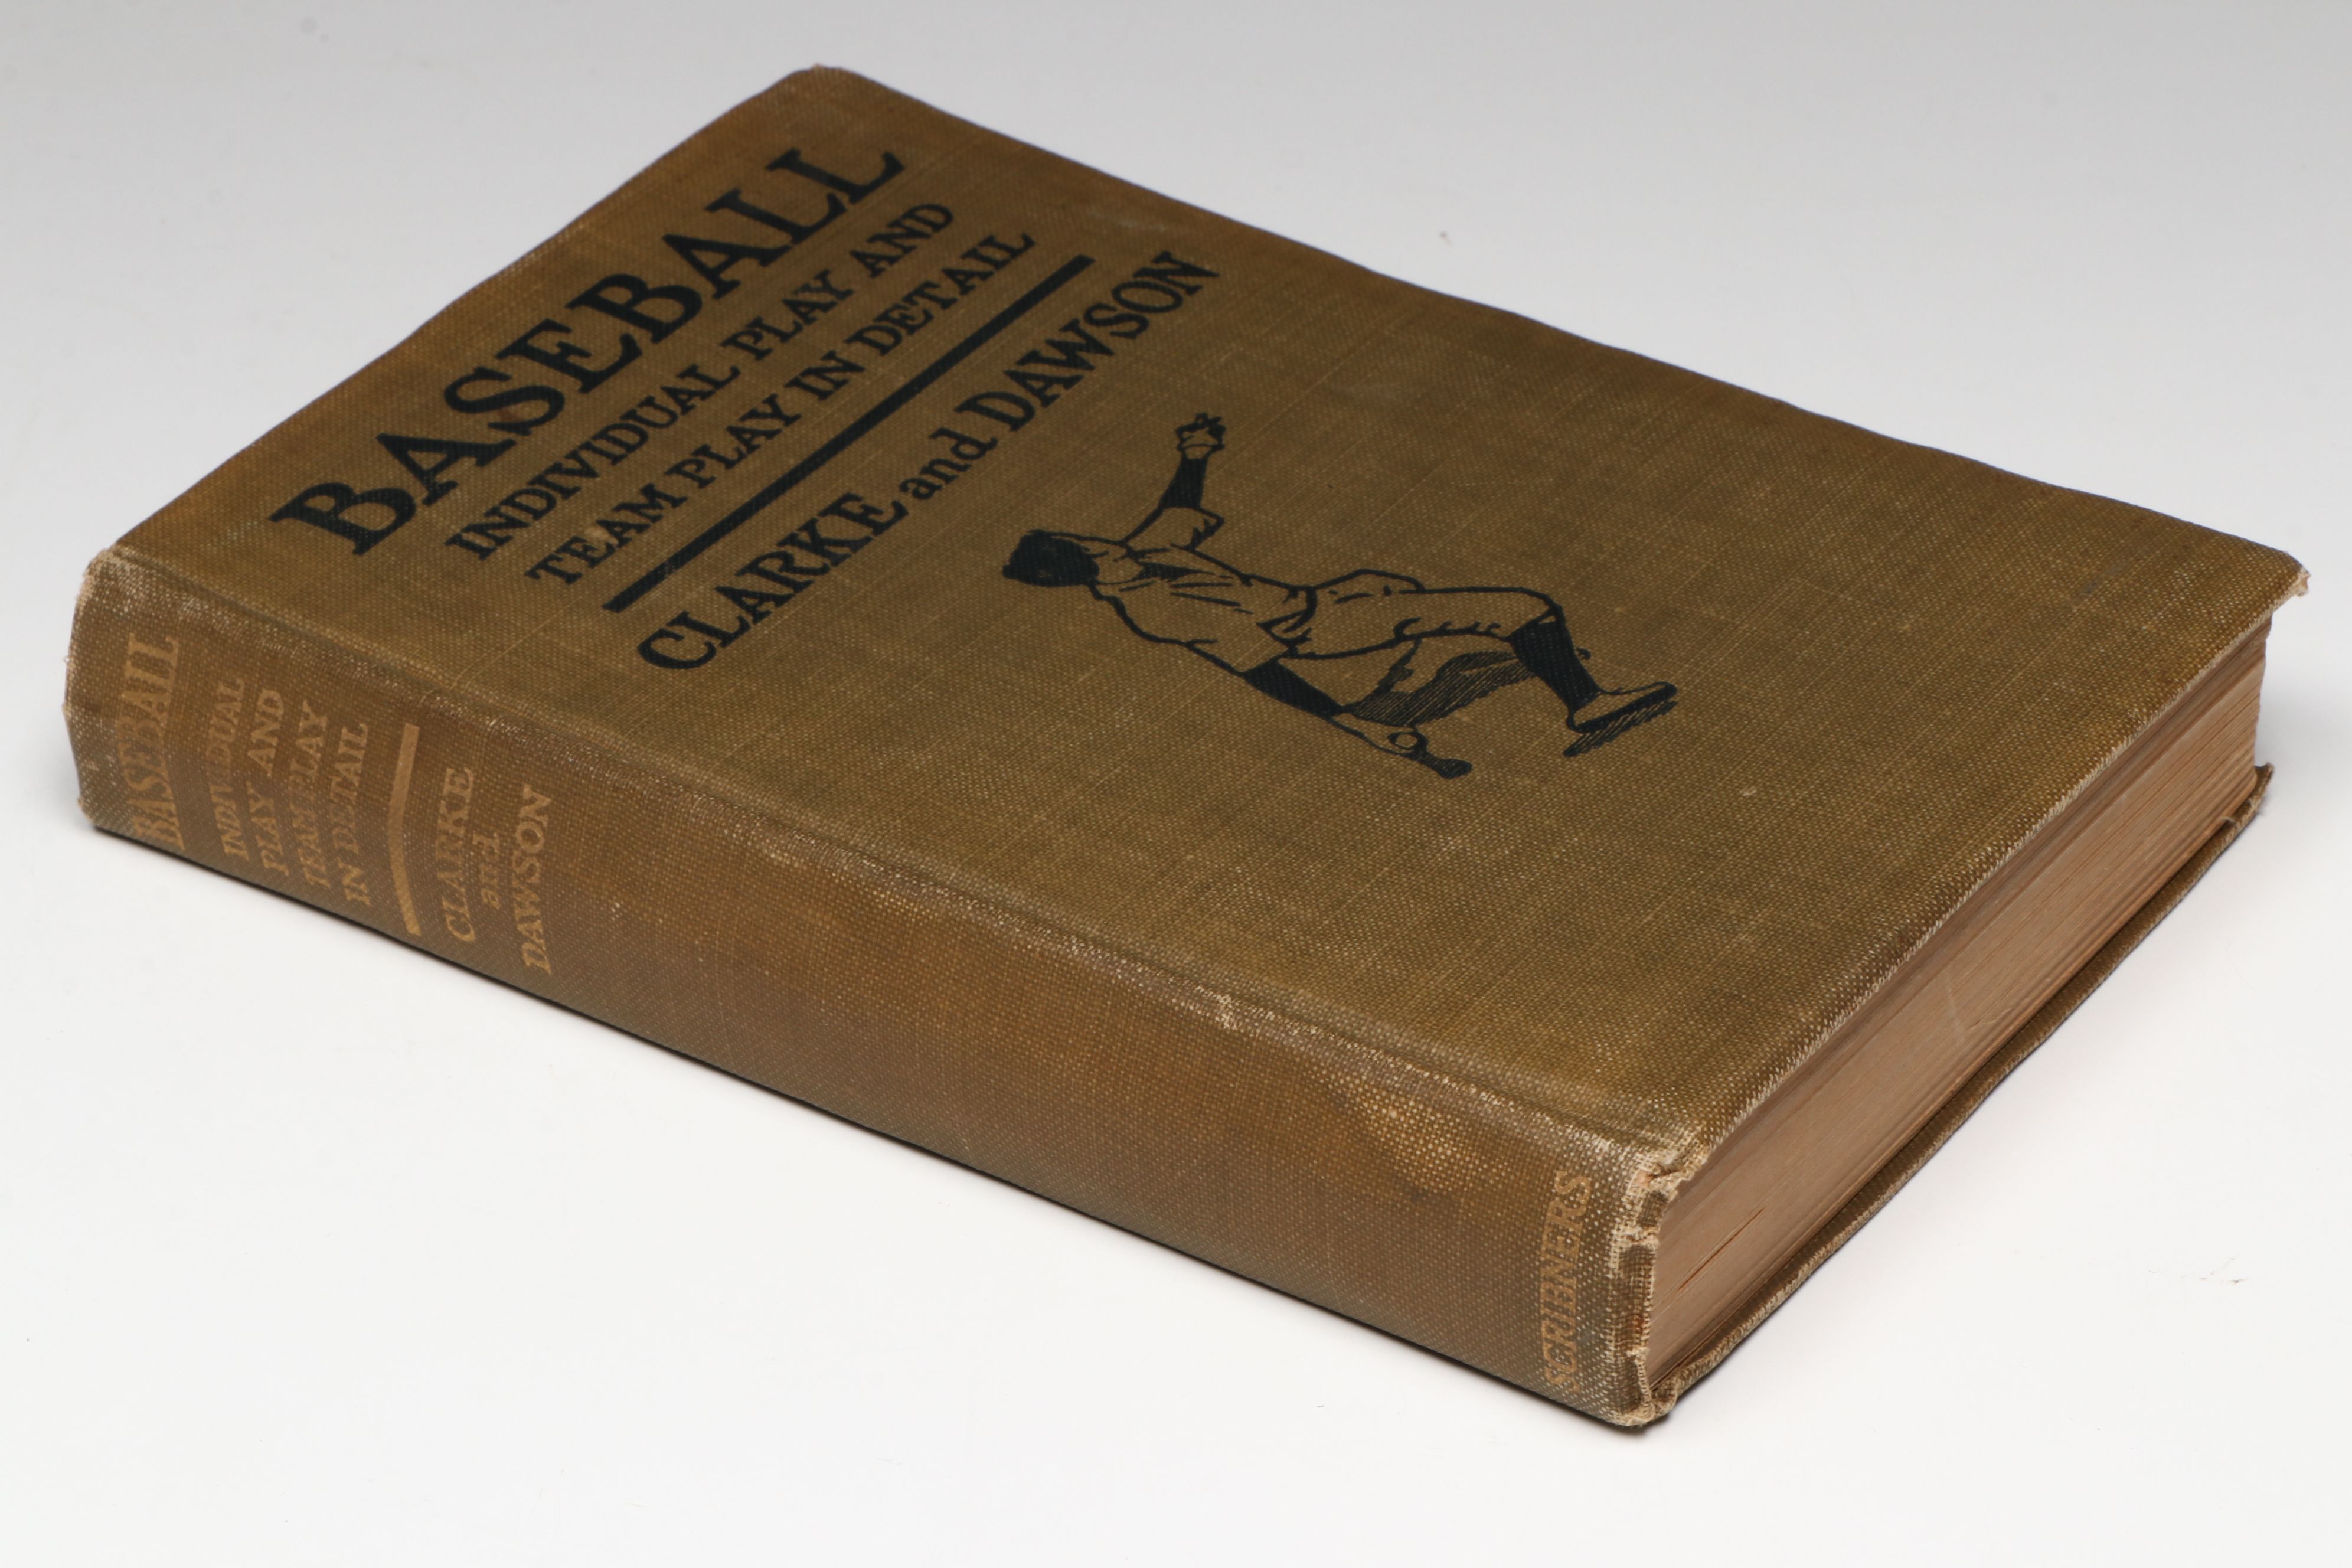 BASEBALL
INDIVIDUAL PLAY AND
TEAM PLAY IN DETAIL
CLARKE and DAWSON
BASEBALL
INDIVIDUAL
PLAY AND
TEAM PLAY
IN DETAIL
CLARKE
and
DAWSON
SCRIBNERS